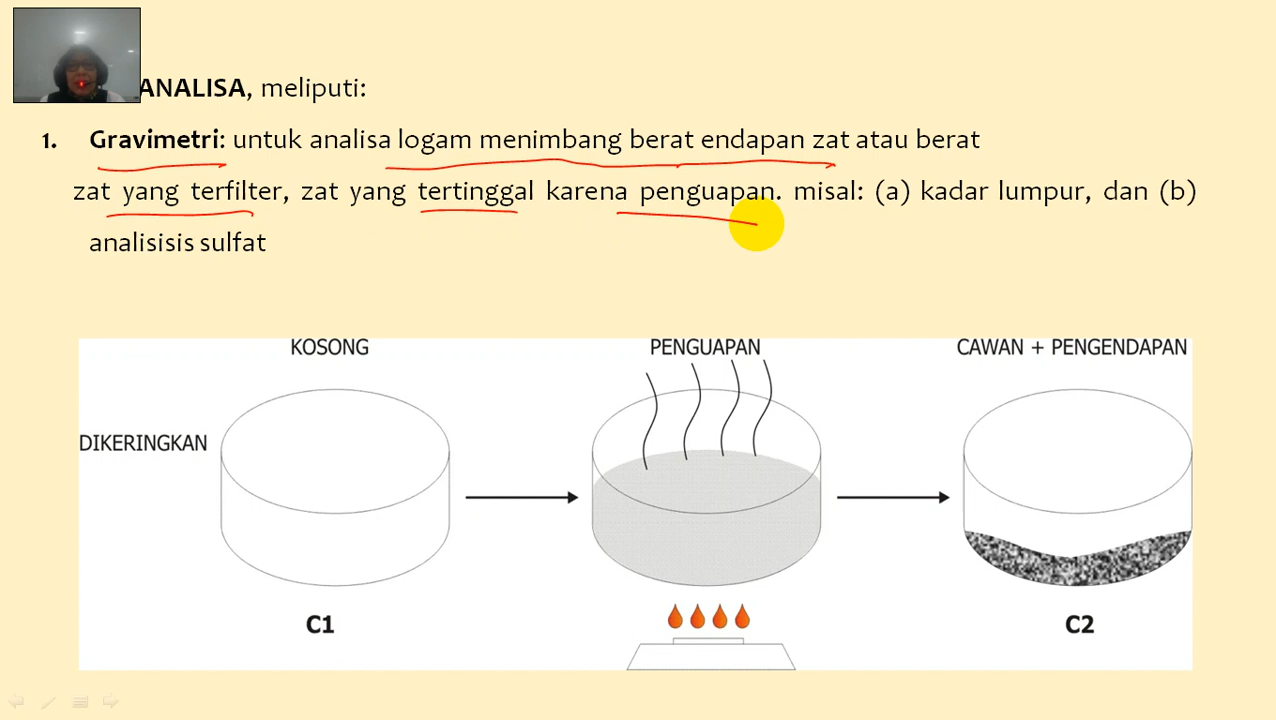 ANALISA, meliputi:
1. Gravimetri: untuk analisa logam menimbang berat endapan zat atau berat
zat yang terfilter, zat yang tertinggal karena penguapan. misal: (a) kadar lumpur, dan (b)
analisisis sulfat
KOSONG
PENGUAPAN
CAWAN + PENGENDAPAN
DIKERINGKAN
C1
C2